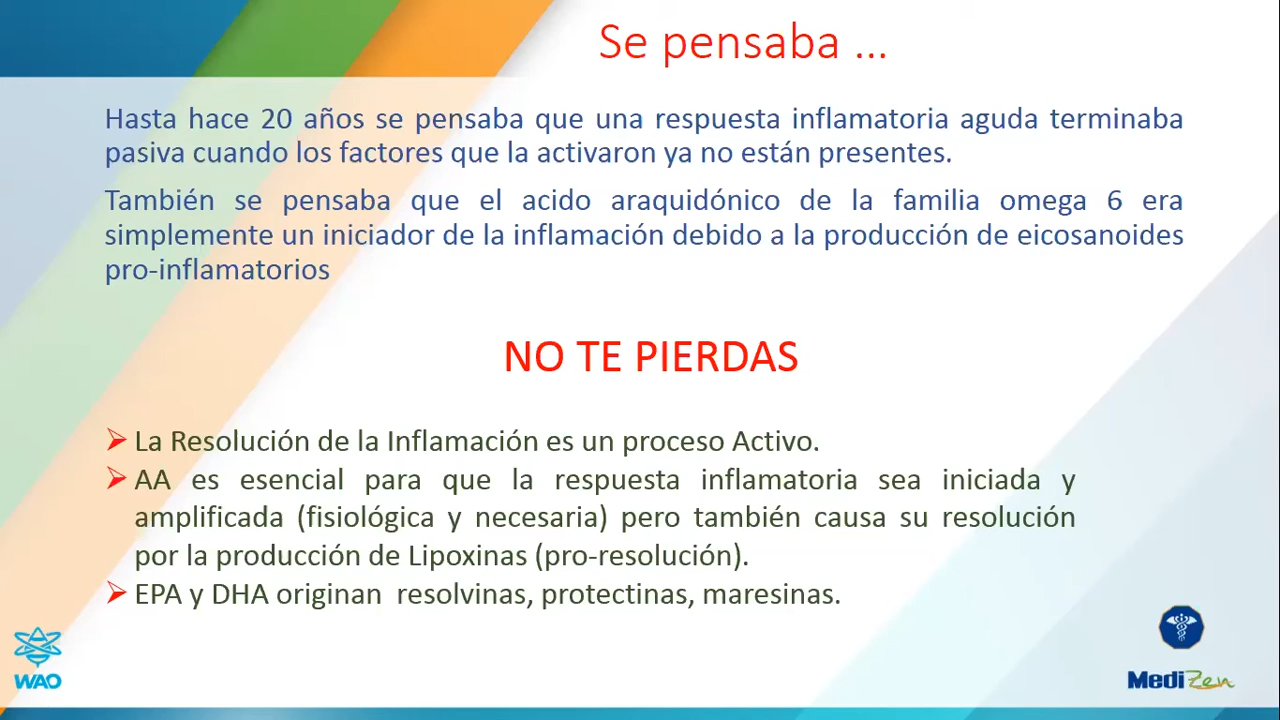 Se pensaba ...
Hasta hace 20 años se pensaba que una respuesta inflamatoria aguda terminaba
pasiva cuando los factores que la activaron ya no están presentes.
También se pensaba que el acido araquidónico de la familia omega 6 era
simplemente un iniciador de la inflamación debido a la producción de eicosanoides
pro-inflamatorios
NO TE PIERDAS
La Resolución de la Inflamación es un proceso Activo.
AA es esencial para que la respuesta inflamatoria sea iniciada y
amplificada (fisiológica y necesaria) pero también causa su resolución
por la producción de Lipoxinas (pro-resolución).
EPA y DHA originan resolvinas, protectinas, maresinas.
WAO
MediZen